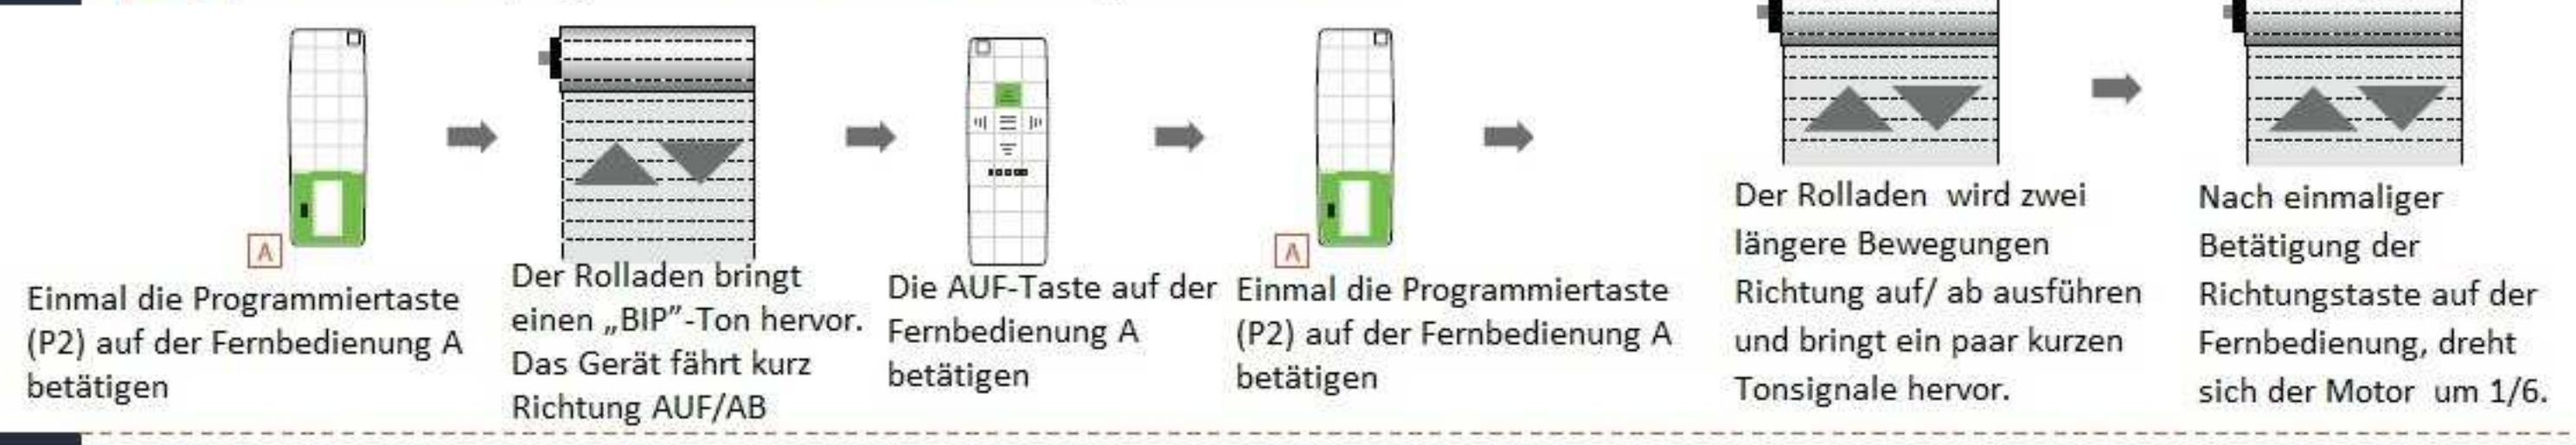 A
Einmal die Programmiertaste
(P2) auf der Fernbedienung A
betätigen
Der Rolladen bringt
einen „BIP”-Ton hervor.
Das Gerät fährt kurz
Richtung AUF/AB
Die AUF-Taste auf der
Fernbedienung A
betätigen
A
Einmal die Programmiertaste
(P2) auf der Fernbedienung A
betätigen
Der Rolladen wird zwei
längere Bewegungen
Richtung auf/ ab ausführen
und bringt ein paar kurzen
Tonsignale hervor.
Nach einmaliger
Betätigung der
Richtungstaste auf der
Fernbedienung, dreht
sich der Motor um 1/6.